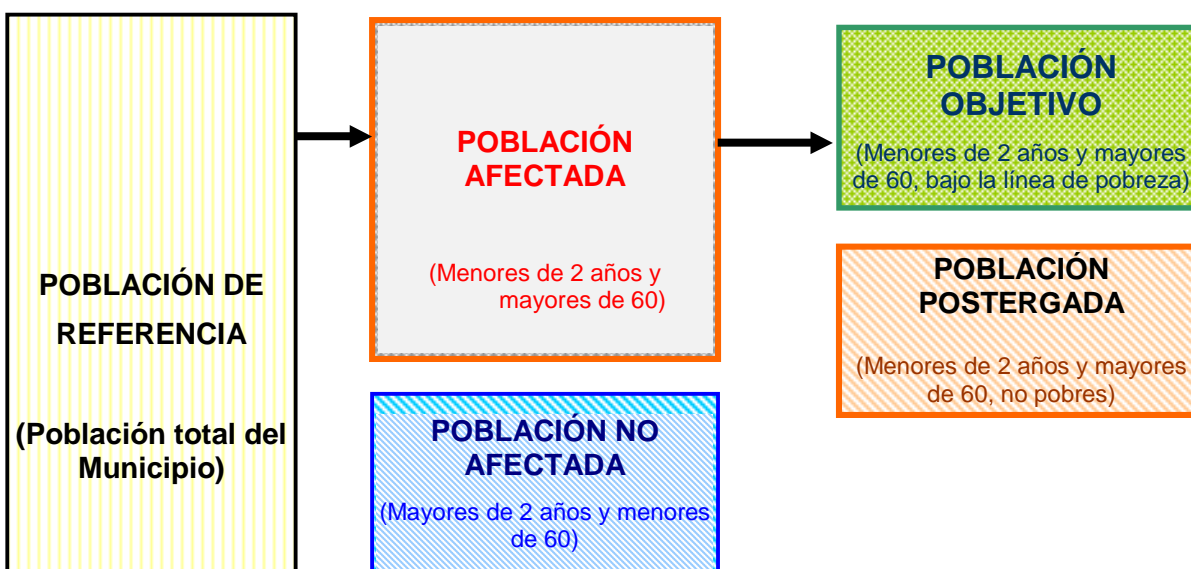 POBLACIÓN DE
REFERENCIA
(Población total del
Municipio)
POBLACIÓN
AFECTADA
(Menores de 2 años y
mayores de 60)
POBLACIÓN NO
AFECTADA
(Mayores de 2 años y menores
de 60)
POBLACIÓN
OBJETIVO
(Menores de 2 años y mayores
de 60, bajo la línea de pobreza)
POBLACIÓN
POSTERGADA
(Menores de 2 años y mayores
de 60, no pobres)